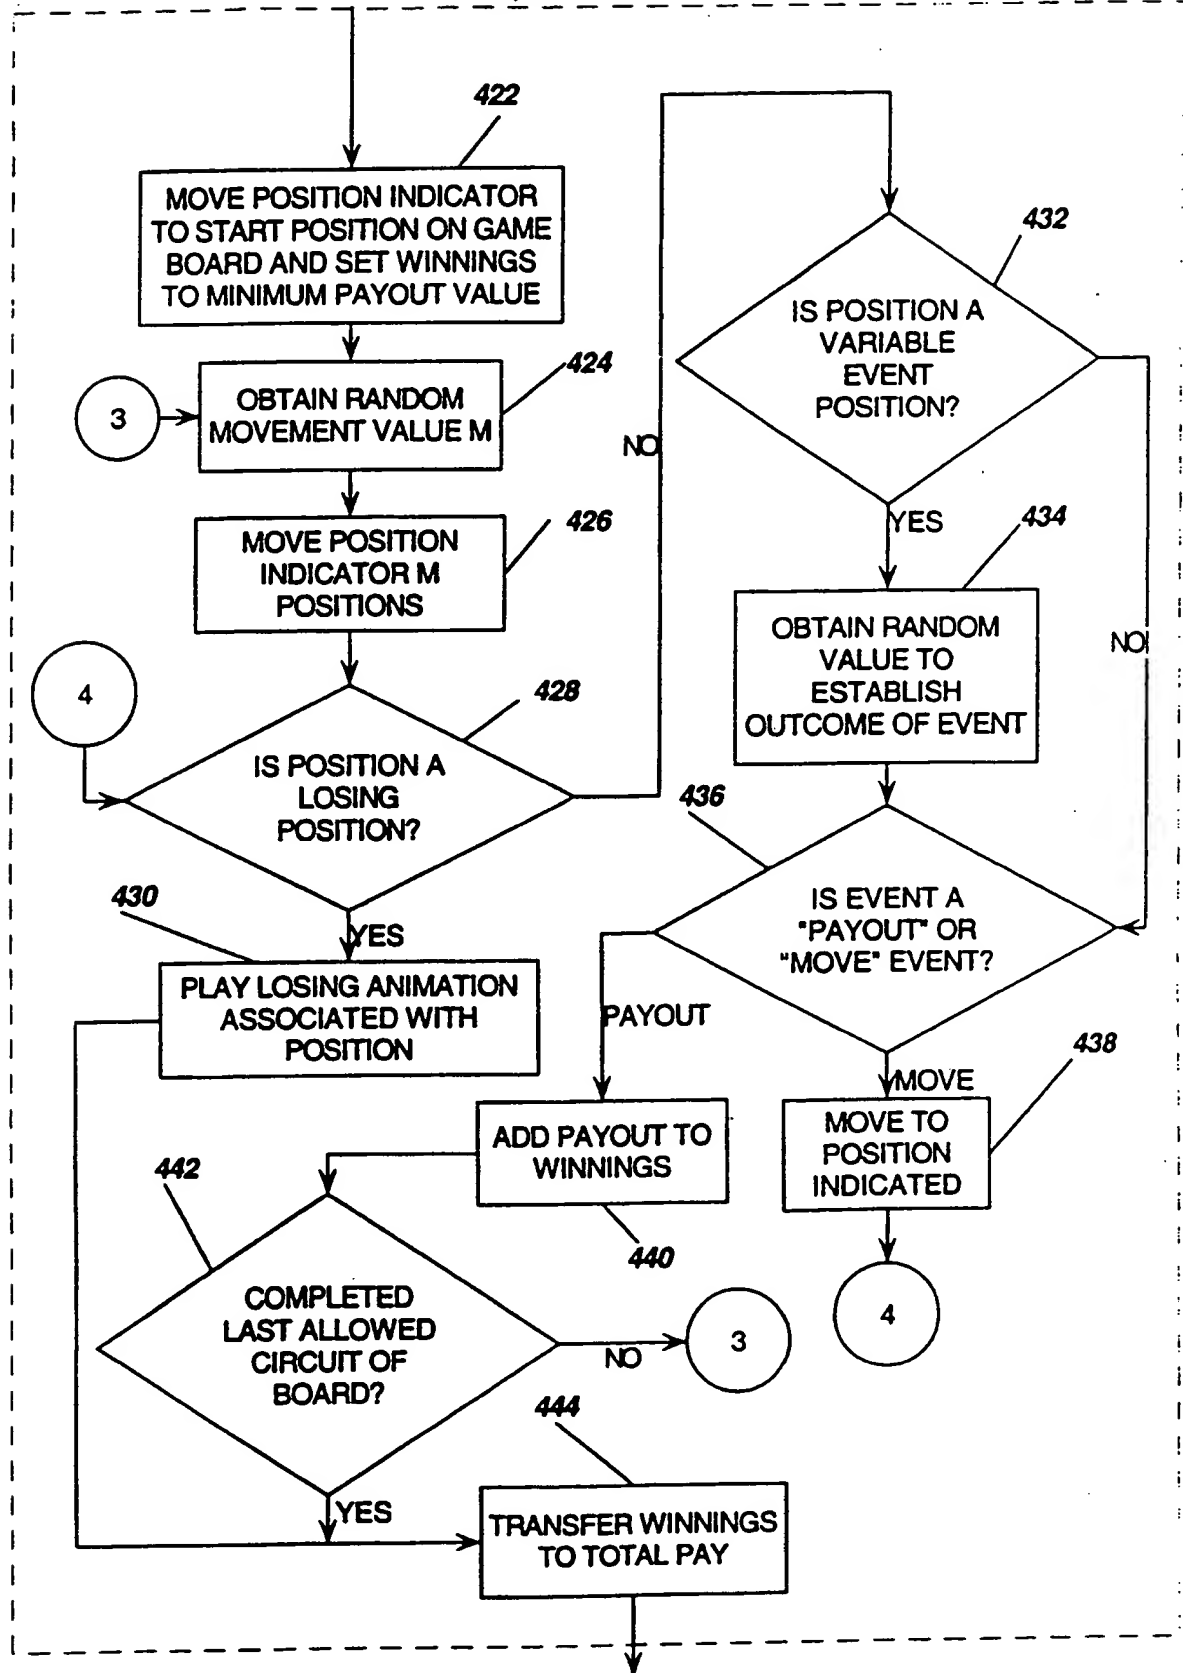 422
MOVE POSITION INDICATOR
TO START POSITION ON GAME
BOARD AND SET WINNINGS
TO MINIMUM PAYOUT VALUE
424
3
OBTAIN RANDOM
MOVEMENT VALUE M
426
MOVE POSITION
INDICATOR M
POSITIONS
4
428
IS POSITION A
LOSING
POSITION?
NO
430
YES
PLAY LOSING ANIMATION
ASSOCIATED WITH
POSITION
432
IS POSITION A
VARIABLE
EVENT
POSITION?
YES
NO
434
OBTAIN RANDOM
VALUE TO
ESTABLISH
OUTCOME OF EVENT
436
IS EVENT A
"PAYOUT" OR
"MOVE" EVENT?
PAYOUT
MOVE
438
MOVE TO
POSITION
INDICATED
4
ADD PAYOUT TO
WINNINGS
440
442
COMPLETED
LAST ALLOWED
CIRCUIT OF
BOARD?
NO
3
YES
444
TRANSFER WINNINGS
TO TOTAL PAY